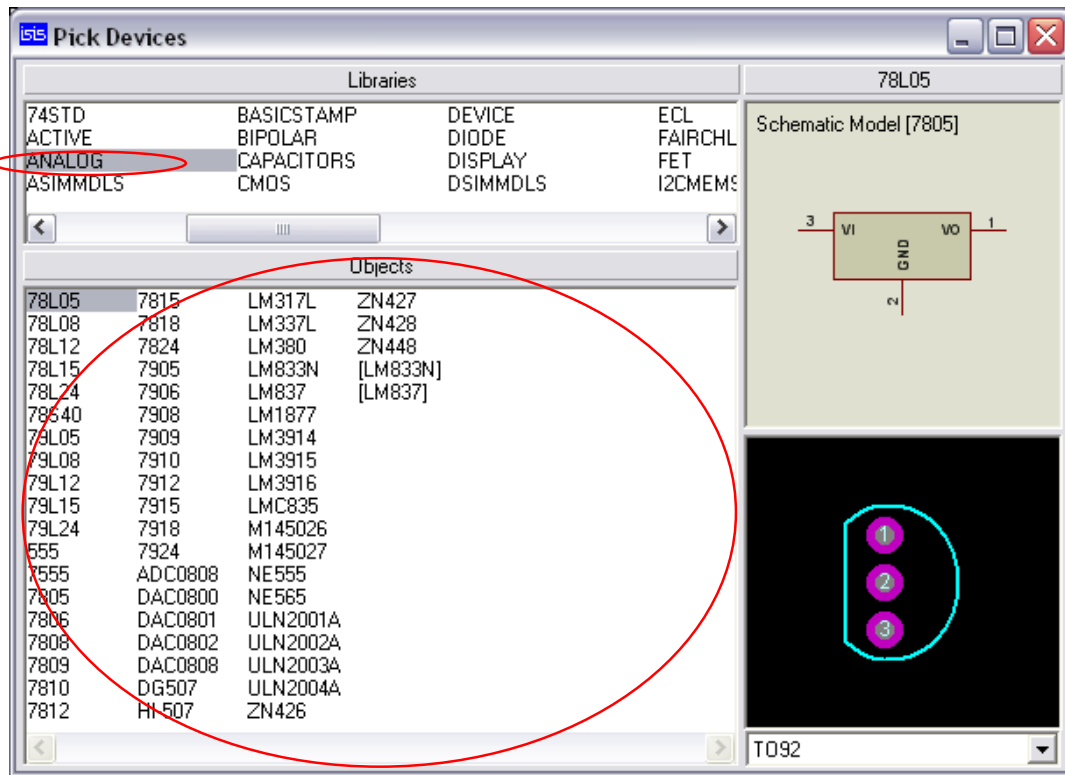 isis Pick Devices
Libraries
74STD BASICSTAMP DEVICE ECL
ACTIVE BIPOLAR DIODE FAIRCHL
ANALOG CAPACITORS DISPLAY FET
ASIMMDLS CMOS DSIMMDLS I2CMEMS
Objects
78L05 7815 LM317L ZN427
78L08 7818 LM337L ZN428
78L12 7824 LM380 ZN448
78L15 7905 LM833N [LM833N]
78L24 7906 LM837 [LM837]
78S40 7908 LM1877
79L05 7909 LM3914
79L08 7910 LM3915
79L12 7912 LM3916
79L15 7915 LMC835
79L24 7918 M145026
555 7924 M145027
7555 ADC0808 NE555
7805 DAC0800 NE565
7806 DAC0801 ULN2001A
7808 DAC0802 ULN2002A
7809 DAC0808 ULN2003A
7810 DG507 ULN2004A
7812 HI-507 ZN426
78L05
Schematic Model [7805]
3 VI VO 1
GND
2
1
2
3
TO92